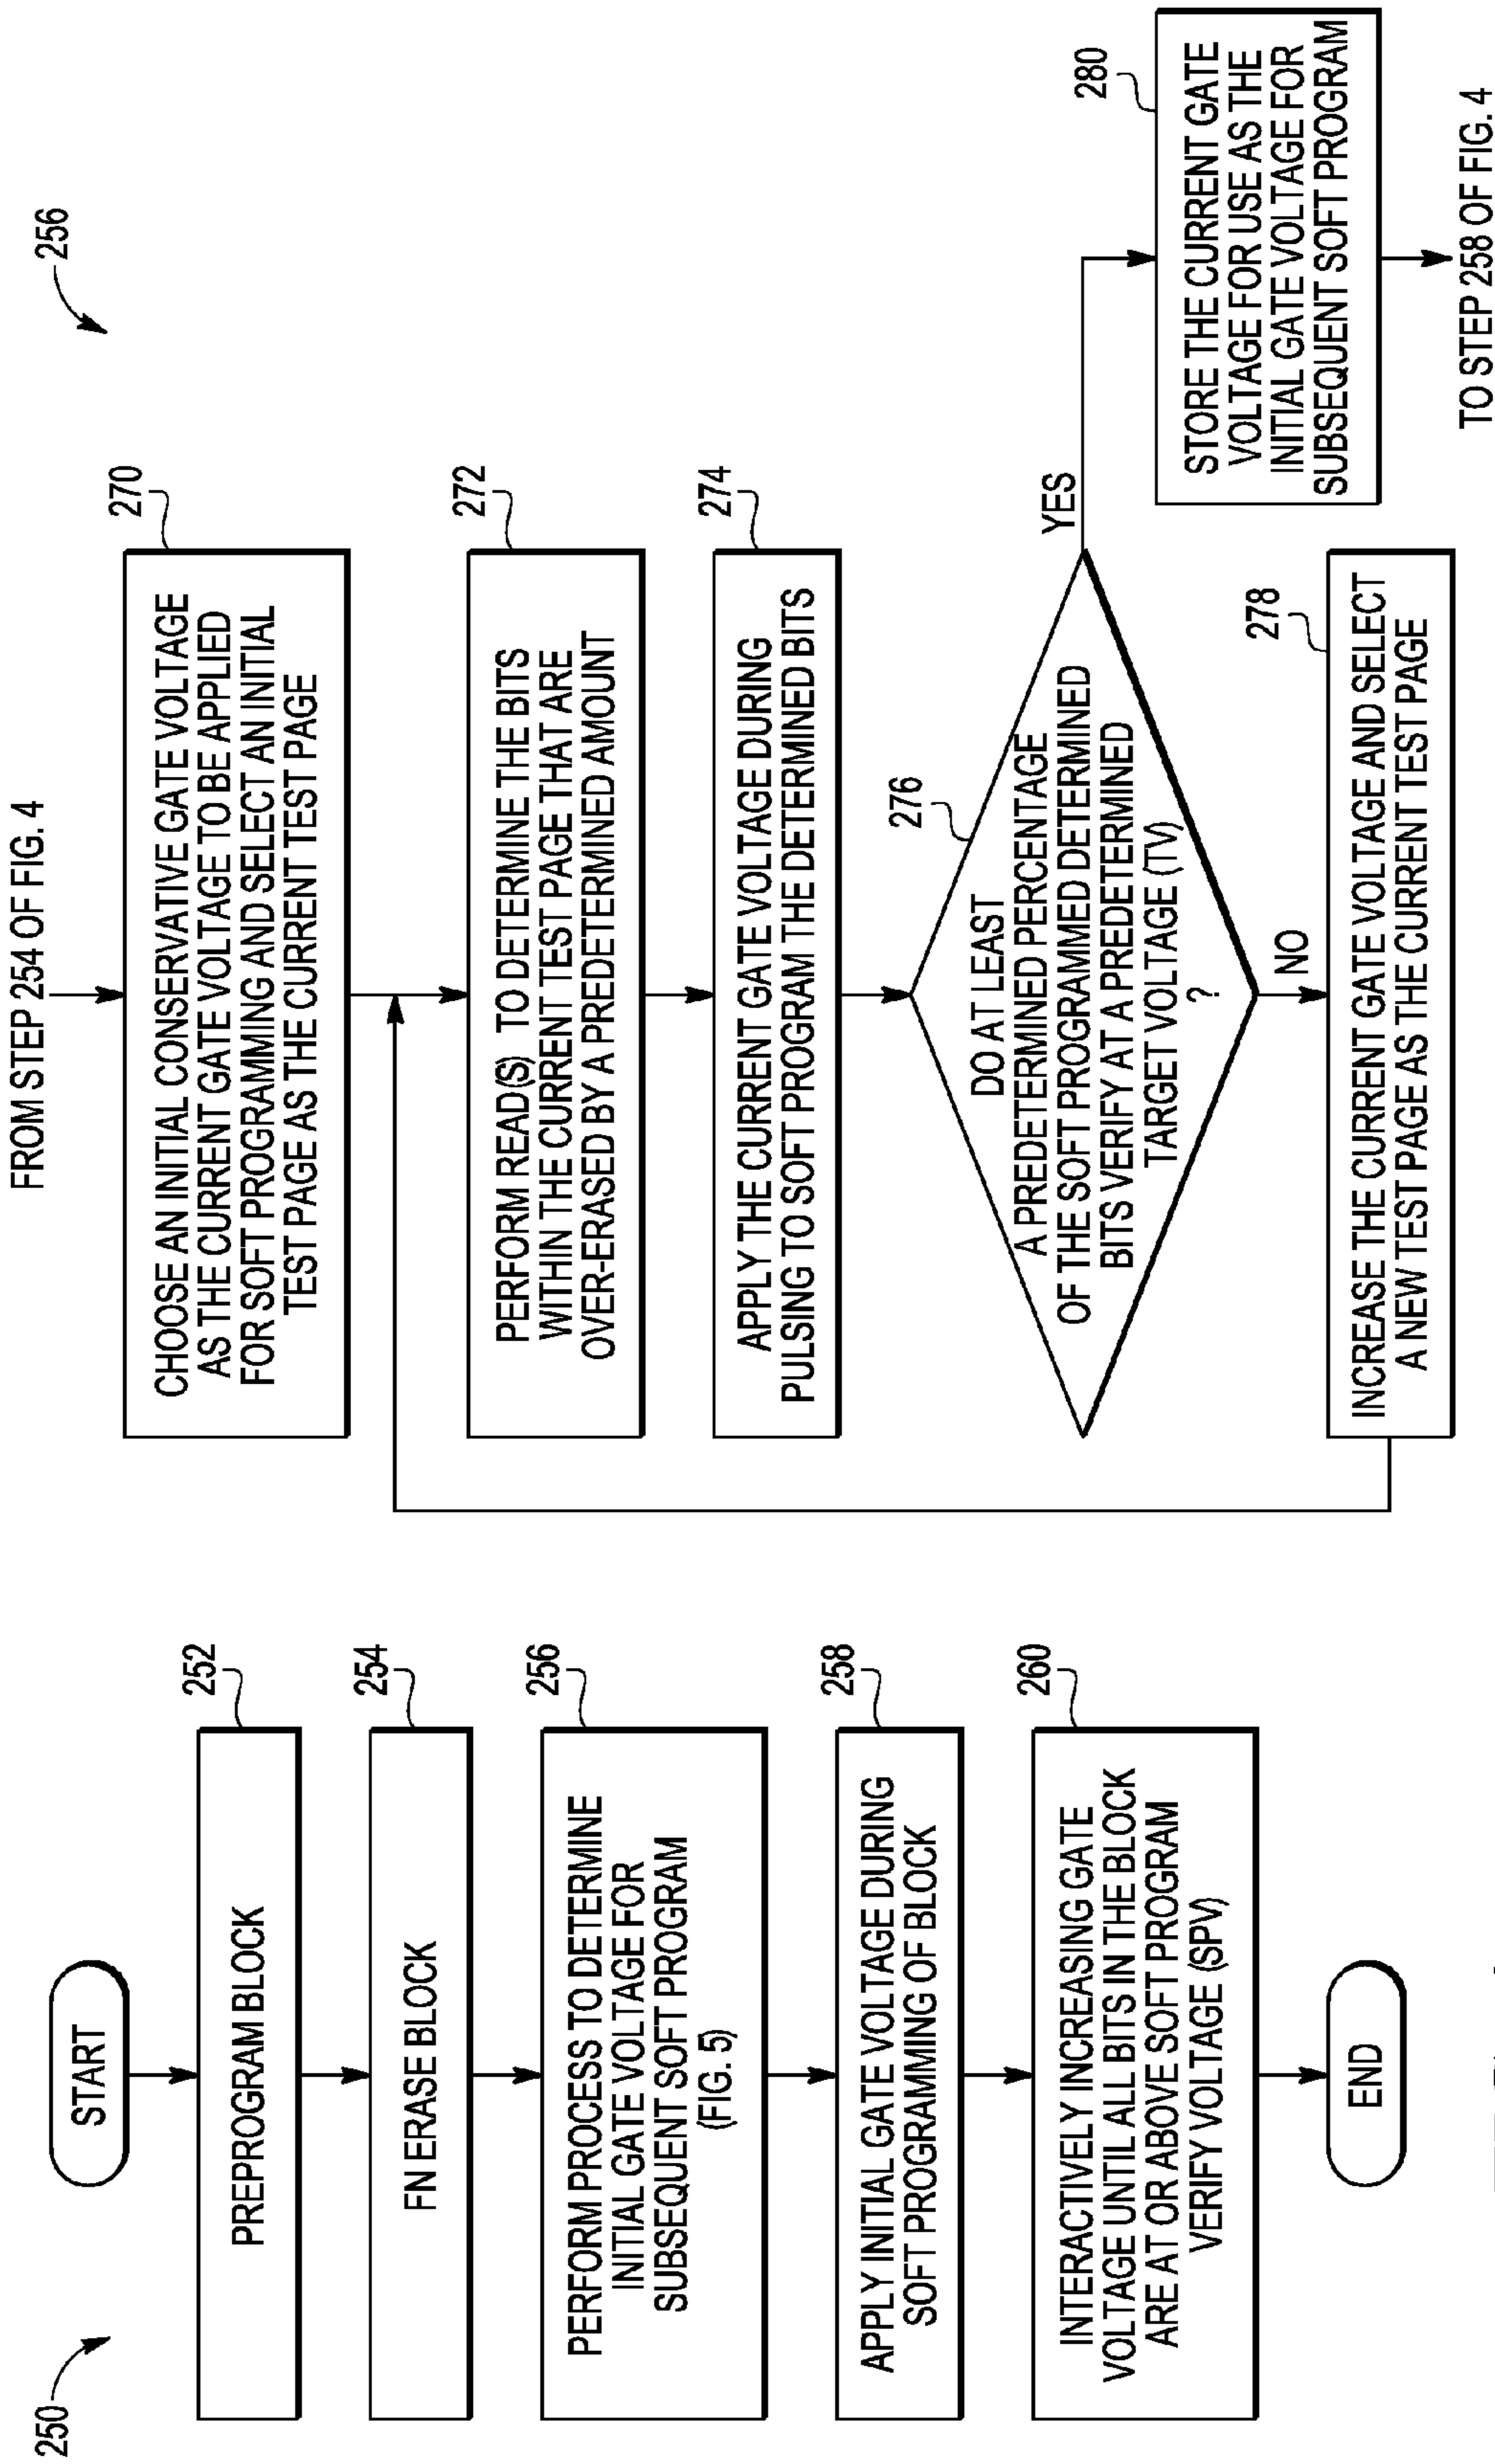 250
START
252
PREPROGRAM BLOCK
254
FN ERASE BLOCK
256
PERFORM PROCESS TO DETERMINE
INITIAL GATE VOLTAGE FOR
SUBSEQUENT SOFT PROGRAM
(FIG. 5)
258
APPLY INITIAL GATE VOLTAGE DURING
SOFT PROGRAMMING OF BLOCK
260
INTERACTIVELY INCREASING GATE
VOLTAGE UNTIL ALL BITS IN THE BLOCK
ARE AT OR ABOVE SOFT PROGRAM
VERIFY VOLTAGE (SPV)
END
FROM STEP 254 OF FIG. 4
256
270
CHOOSE AN INITIAL CONSERVATIVE GATE VOLTAGE
AS THE CURRENT GATE VOLTAGE TO BE APPLIED
FOR SOFT PROGRAMMING AND SELECT AN INITIAL
TEST PAGE AS THE CURRENT TEST PAGE
272
PERFORM READ(S) TO DETERMINE THE BITS
WITHIN THE CURRENT TEST PAGE THAT ARE
OVER-ERASED BY A PREDETERMINED AMOUNT
274
APPLY THE CURRENT GATE VOLTAGE DURING
PULSING TO SOFT PROGRAM THE DETERMINED BITS
276
DO AT LEAST
A PREDETERMINED PERCENTAGE
OF THE SOFT PROGRAMMED DETERMINED
BITS VERIFY AT A PREDETERMINED
TARGET VOLTAGE (TV)
?
YES
NO
278
INCREASE THE CURRENT GATE VOLTAGE AND SELECT
A NEW TEST PAGE AS THE CURRENT TEST PAGE
280
STORE THE CURRENT GATE
VOLTAGE FOR USE AS THE
INITIAL GATE VOLTAGE FOR
SUBSEQUENT SOFT PROGRAM
TO STEP 258 OF FIG. 4